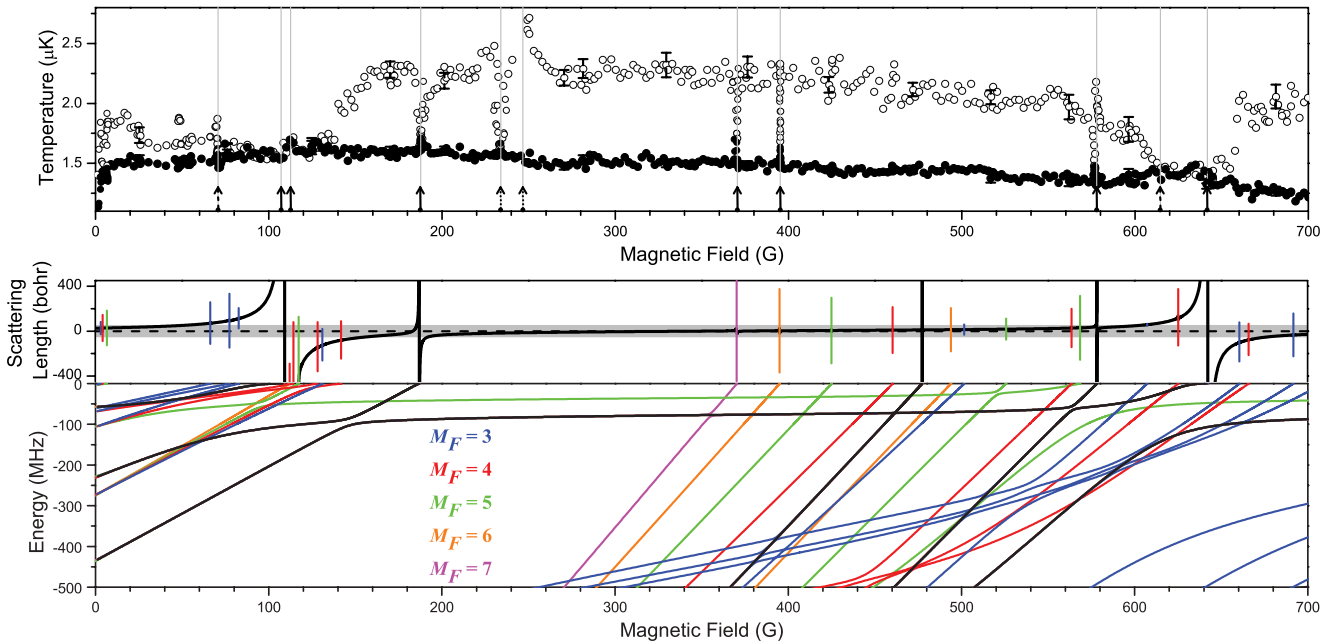 Temperature (μK)
2.5
2.0
1.5
0 100 200 300 400 500 600 700
Magnetic Field (G)
Scattering
Length (bohr)
400
0
-400
Energy (MHz)
0
-100
-200
-300
-400
-500
M_F = 3
M_F = 4
M_F = 5
M_F = 6
M_F = 7
0 100 200 300 400 500 600 700
Magnetic Field (G)